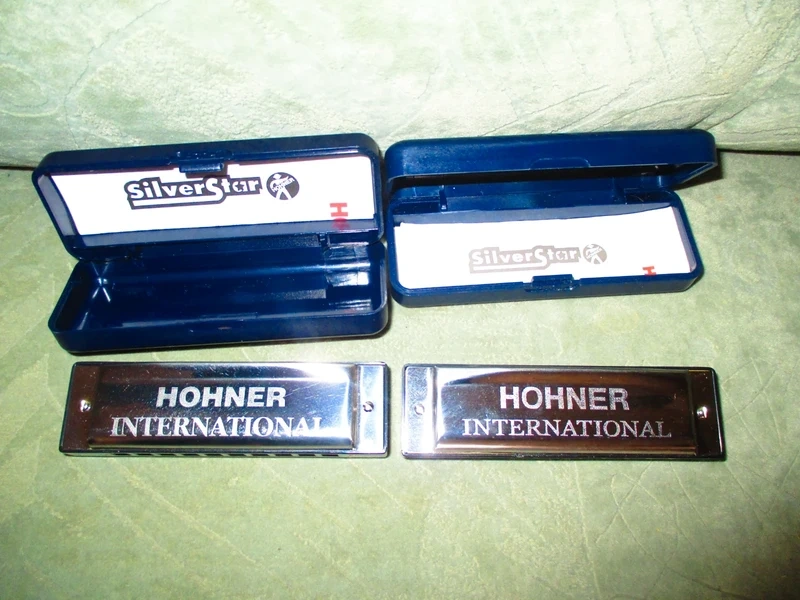 SilverStar
H
SilverStar
H
HOHNER
INTERNATIONAL
HOHNER
INTERNATIONAL